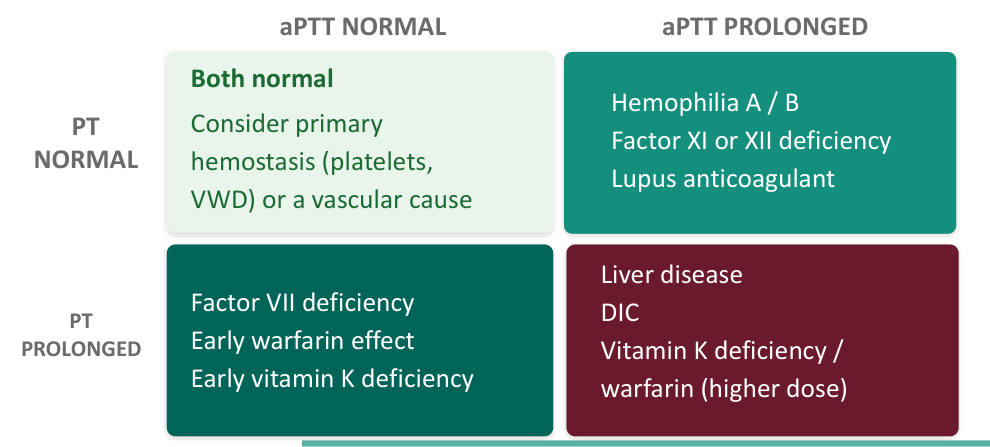 aPTT NORMAL
aPTT PROLONGED
PT
NORMAL
Both normal
Consider primary
hemostasis (platelets,
VWD) or a vascular cause
Hemophilia A / B
Factor XI or XII deficiency
Lupus anticoagulant
PT
PROLONGED
Factor VII deficiency
Early warfarin effect
Early vitamin K deficiency
Liver disease
DIC
Vitamin K deficiency /
warfarin (higher dose)